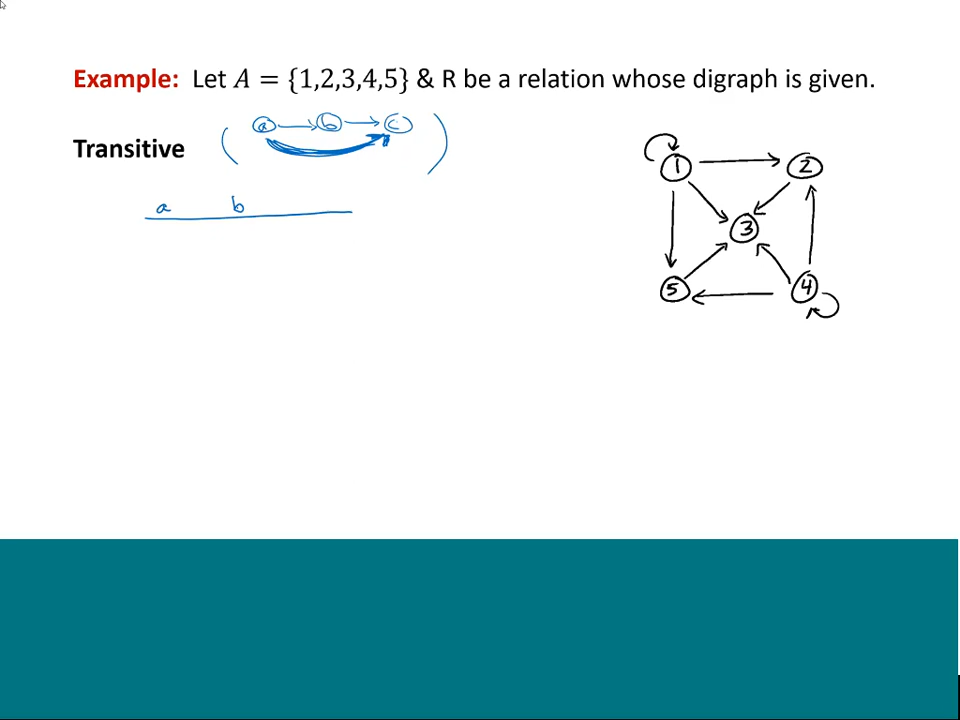 Example: Let A = {1,2,3,4,5} & R be a relation whose digraph is given.
Transitive ( a b c )
a b
1 2
3
5 4